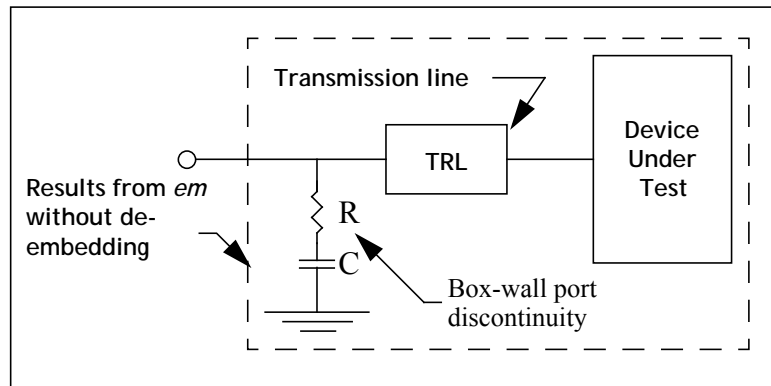 Transmission line
Device
Under
Test
TRL
Results from em
without de-
embedding
R
C
Box-wall port
discontinuity